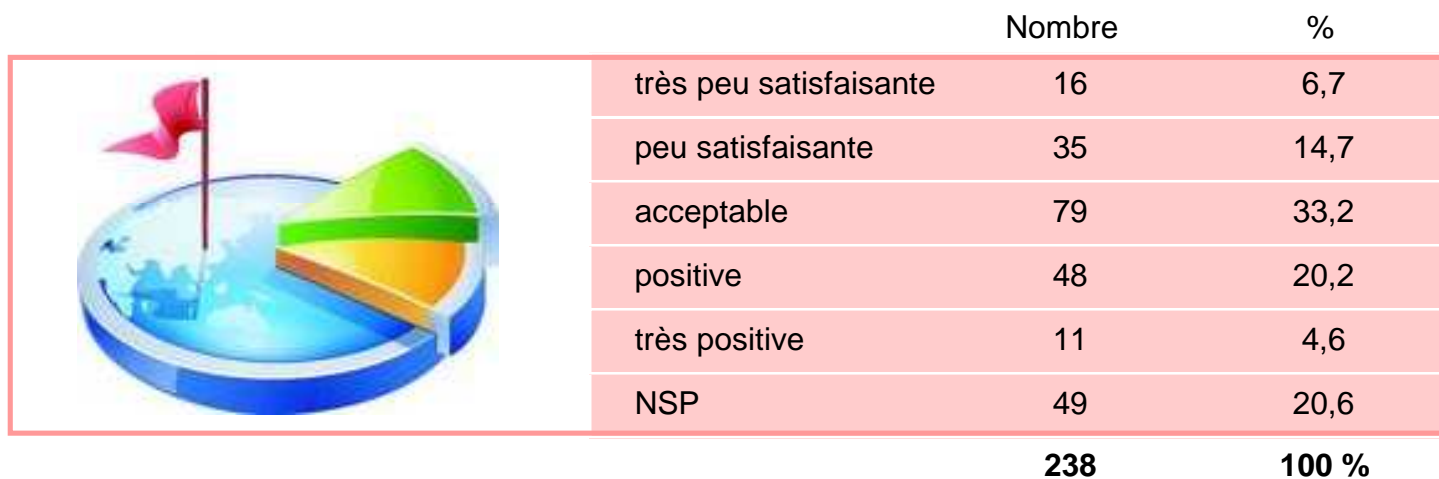 Nombre %
très peu satisfaisante 16 6,7
peu satisfaisante 35 14,7
acceptable 79 33,2
positive 48 20,2
très positive 11 4,6
NSP 49 20,6
238 100 %